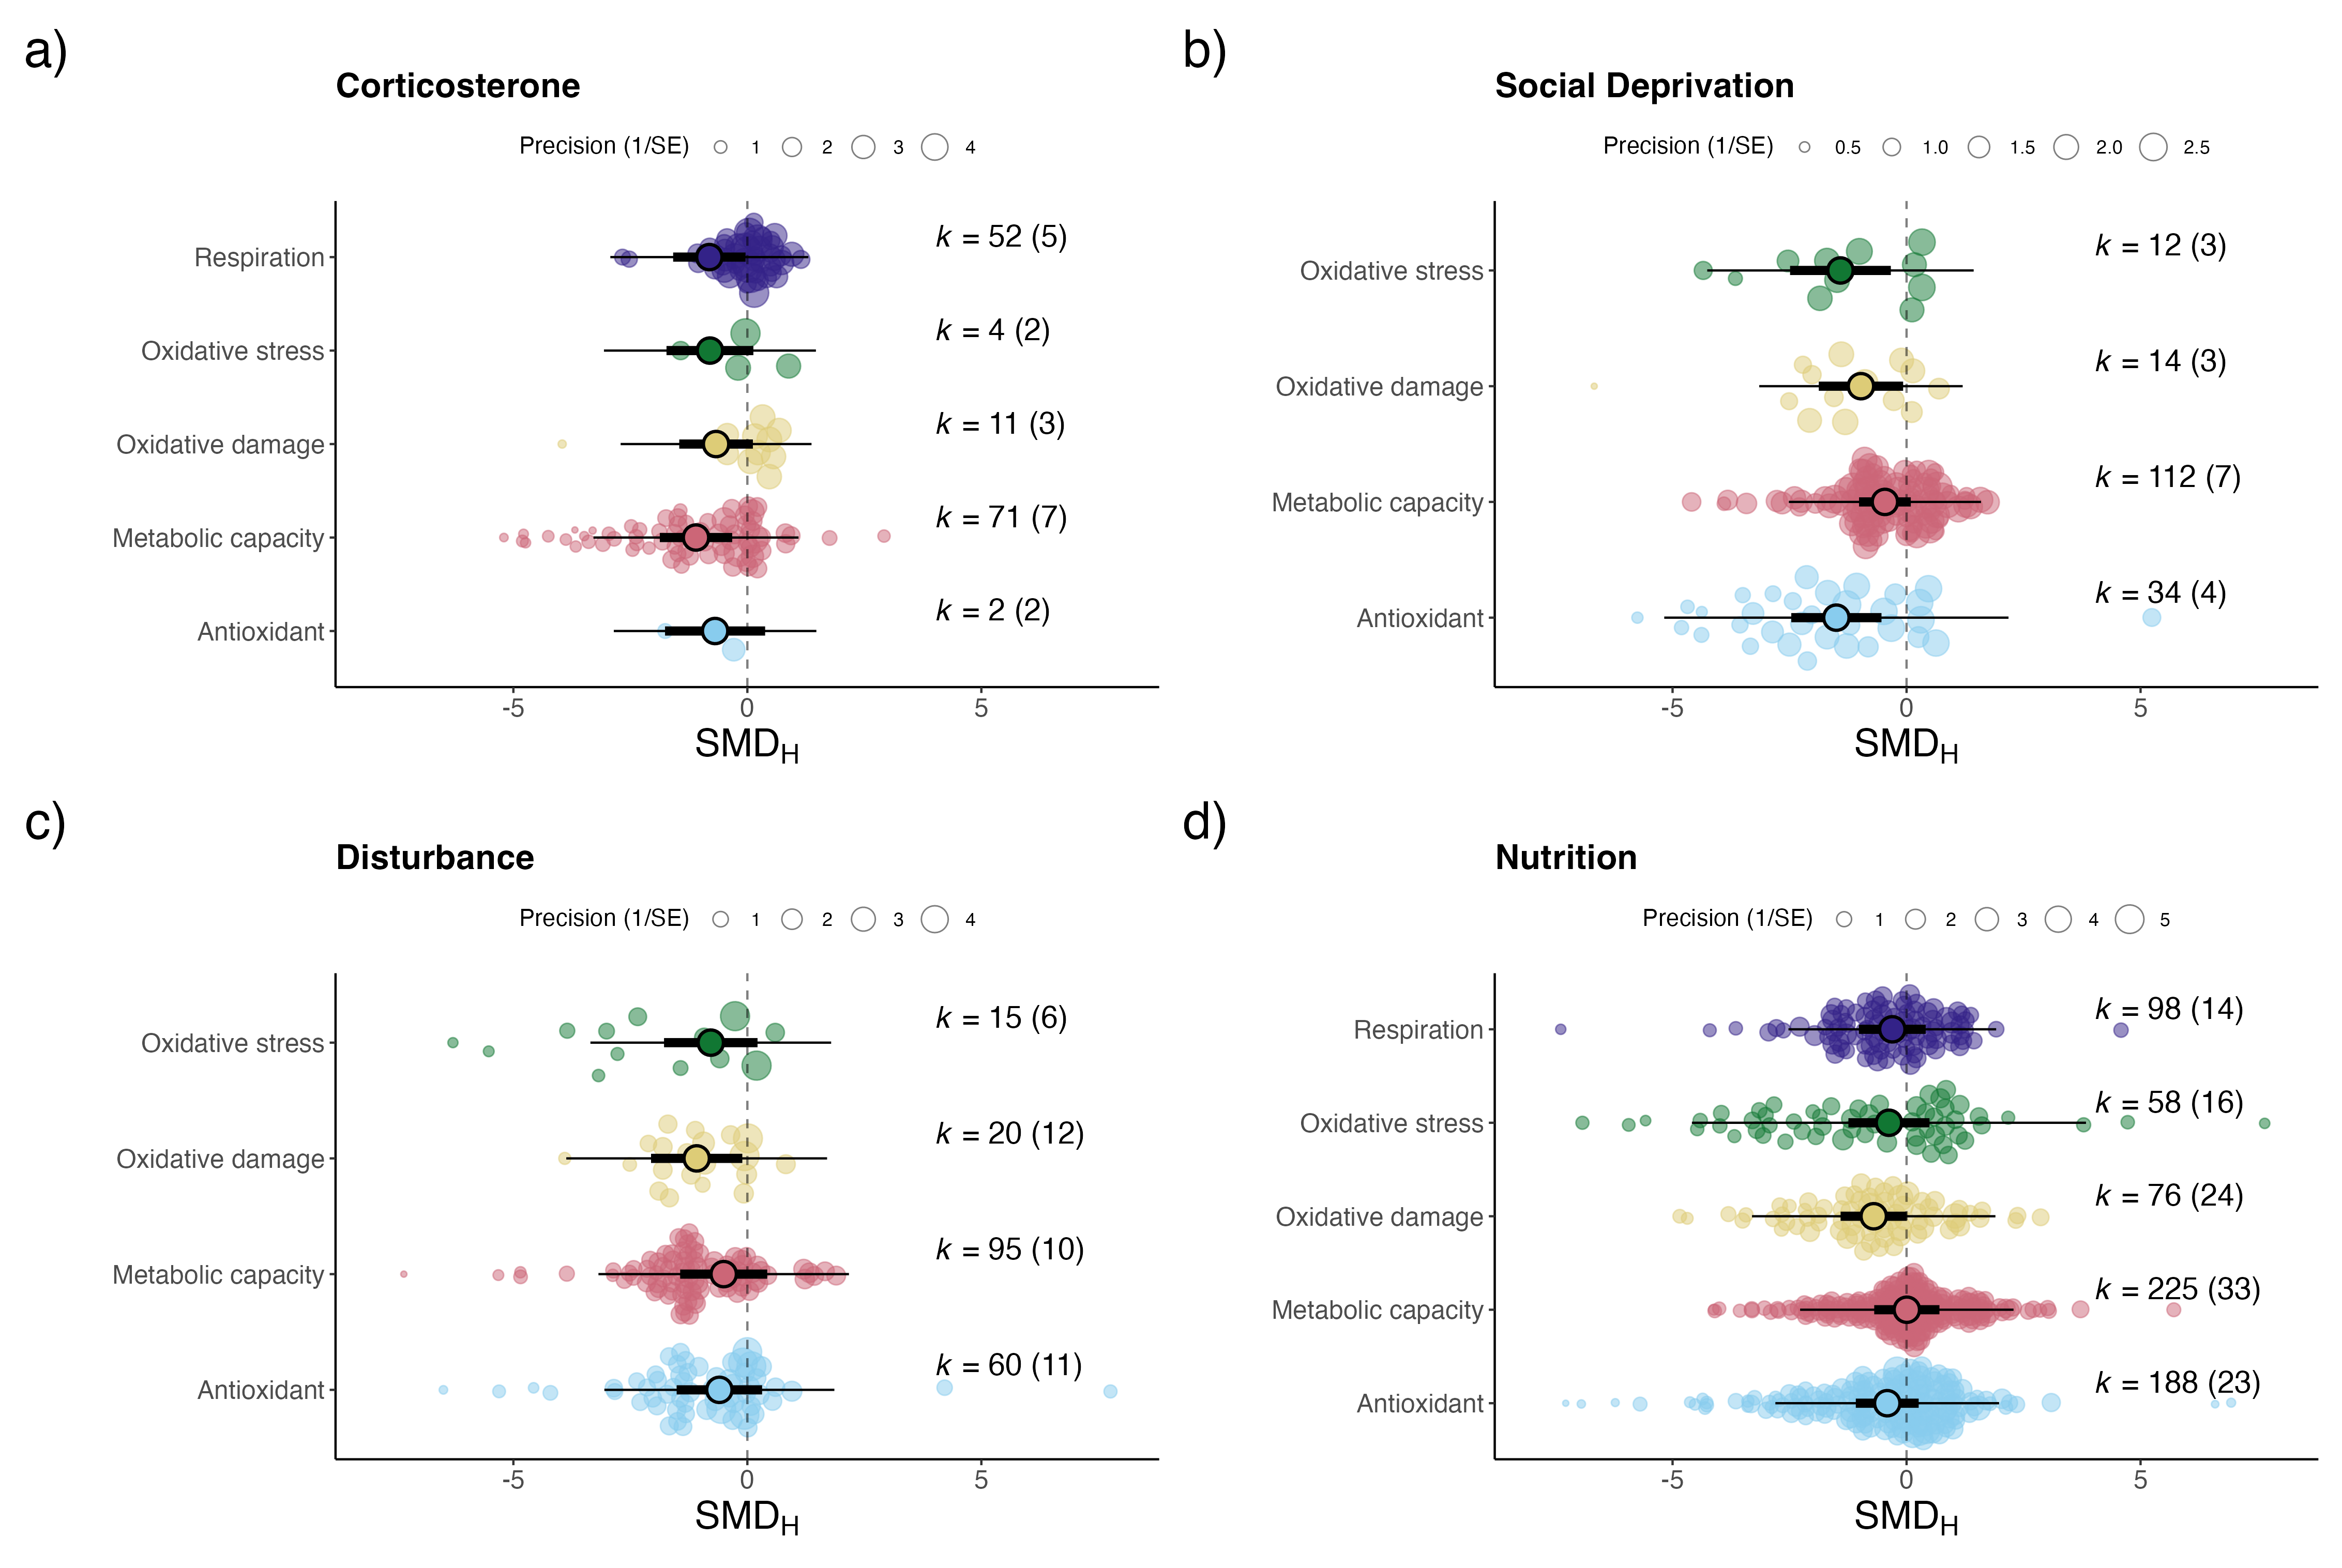 a)
Corticosterone
Precision (1/SE) 1 2 3 4
Respiration k = 52 (5)
Oxidative stress k = 4 (2)
Oxidative damage k = 11 (3)
Metabolic capacity k = 71 (7)
Antioxidant k = 2 (2)
-5 0 5
SMD_H
b)
Social Deprivation
Precision (1/SE) 0.5 1.0 1.5 2.0 2.5
Oxidative stress k = 12 (3)
Oxidative damage k = 14 (3)
Metabolic capacity k = 112 (7)
Antioxidant k = 34 (4)
-5 0 5
SMD_H
c)
Disturbance
Precision (1/SE) 1 2 3 4
Oxidative stress k = 15 (6)
Oxidative damage k = 20 (12)
Metabolic capacity k = 95 (10)
Antioxidant k = 60 (11)
-5 0 5
SMD_H
d)
Nutrition
Precision (1/SE) 1 2 3 4 5
Respiration k = 98 (14)
Oxidative stress k = 58 (16)
Oxidative damage k = 76 (24)
Metabolic capacity k = 225 (33)
Antioxidant k = 188 (23)
-5 0 5
SMD_H